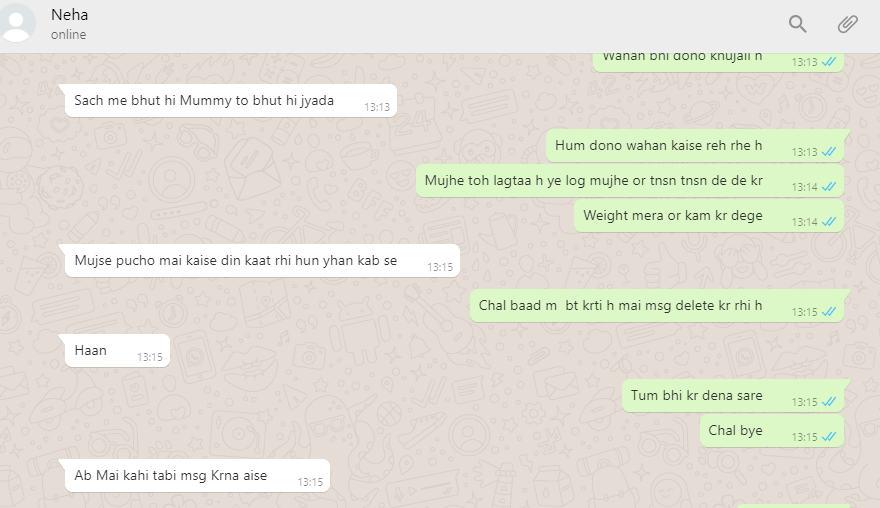 Neha
online
Wahan bhi dono khujali h 13:13
Sach me bhut hi Mummy to bhut hi jyada 13:13
Hum dono wahan kaise reh rhe h 13:13
Mujhe toh lagtaa h ye log mujhe or tnsn tnsn de de kr 13:14
Weight mera or kam kr dege 13:14
Mujse pucho mai kaise din kaat rhi hun yhan kab se 13:15
Chal baad m bt krti h mai msg delete kr rhi h 13:15
Haan 13:15
Tum bhi kr dena sare 13:15
Chal bye 13:15
Ab Mai kahi tabi msg Krna aise 13:15